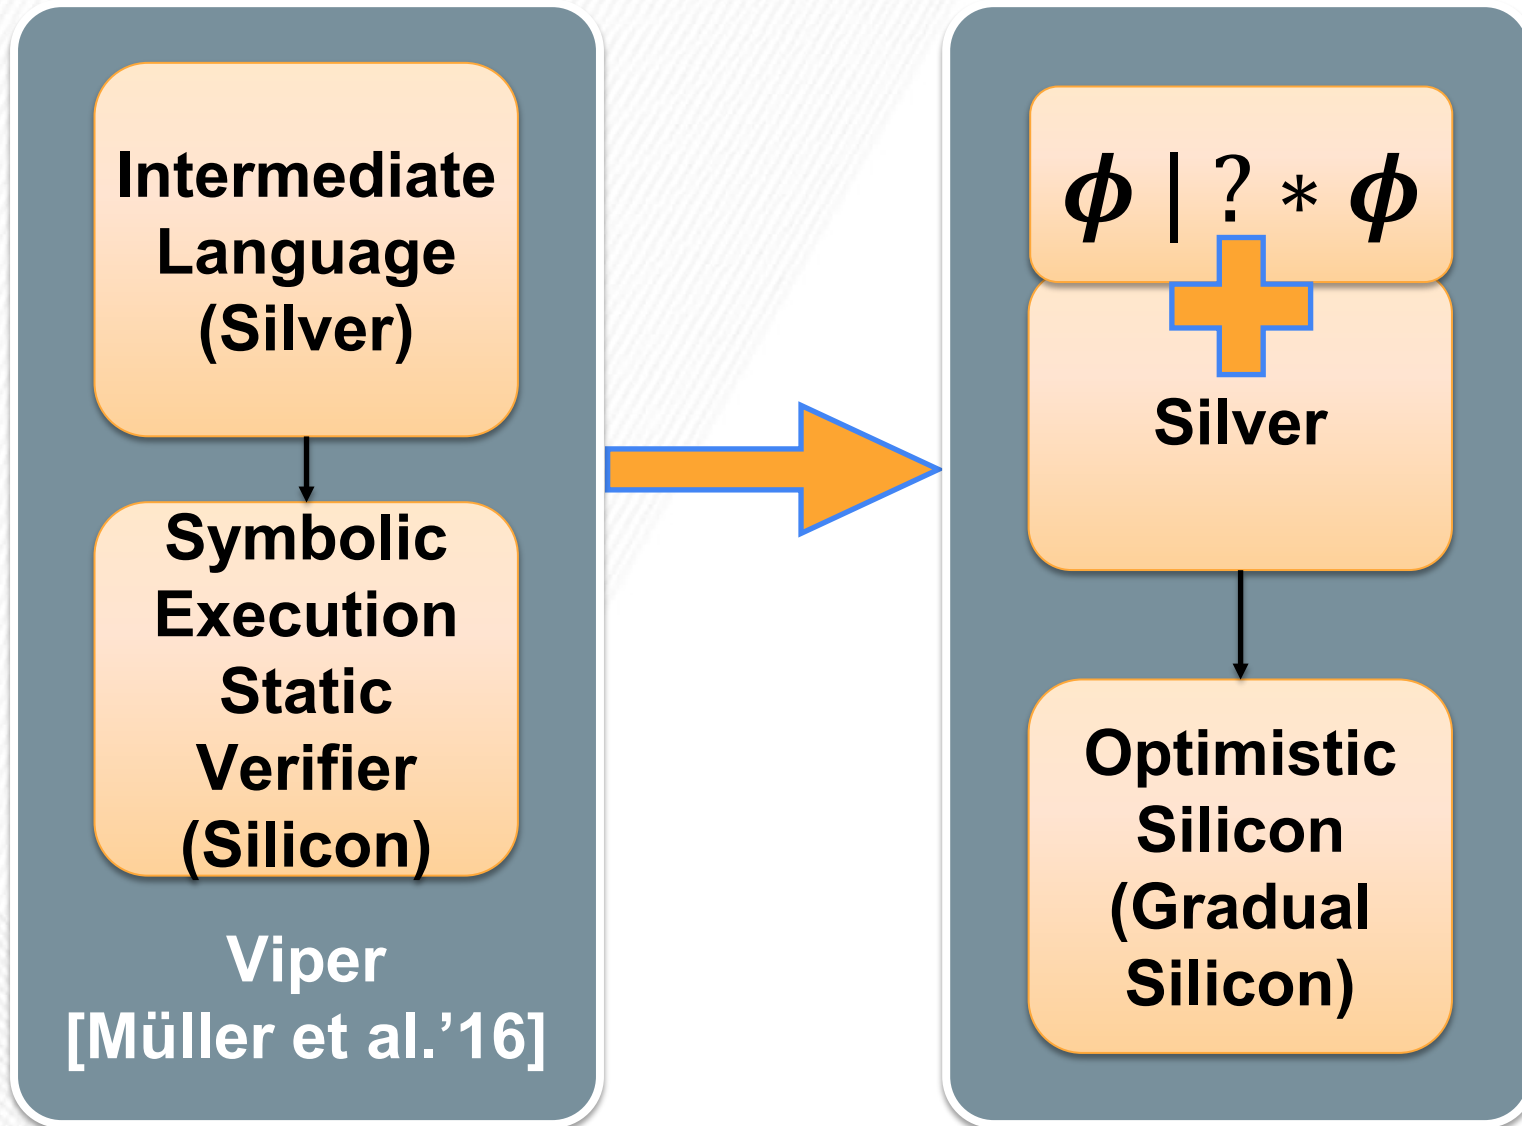 Intermediate
Language
(Silver)
Symbolic
Execution
Static
Verifier
(Silicon)
Viper
[Müller et al.’16]
ϕ | ? * ϕ
Silver
Optimistic
Silicon
(Gradual
Silicon)